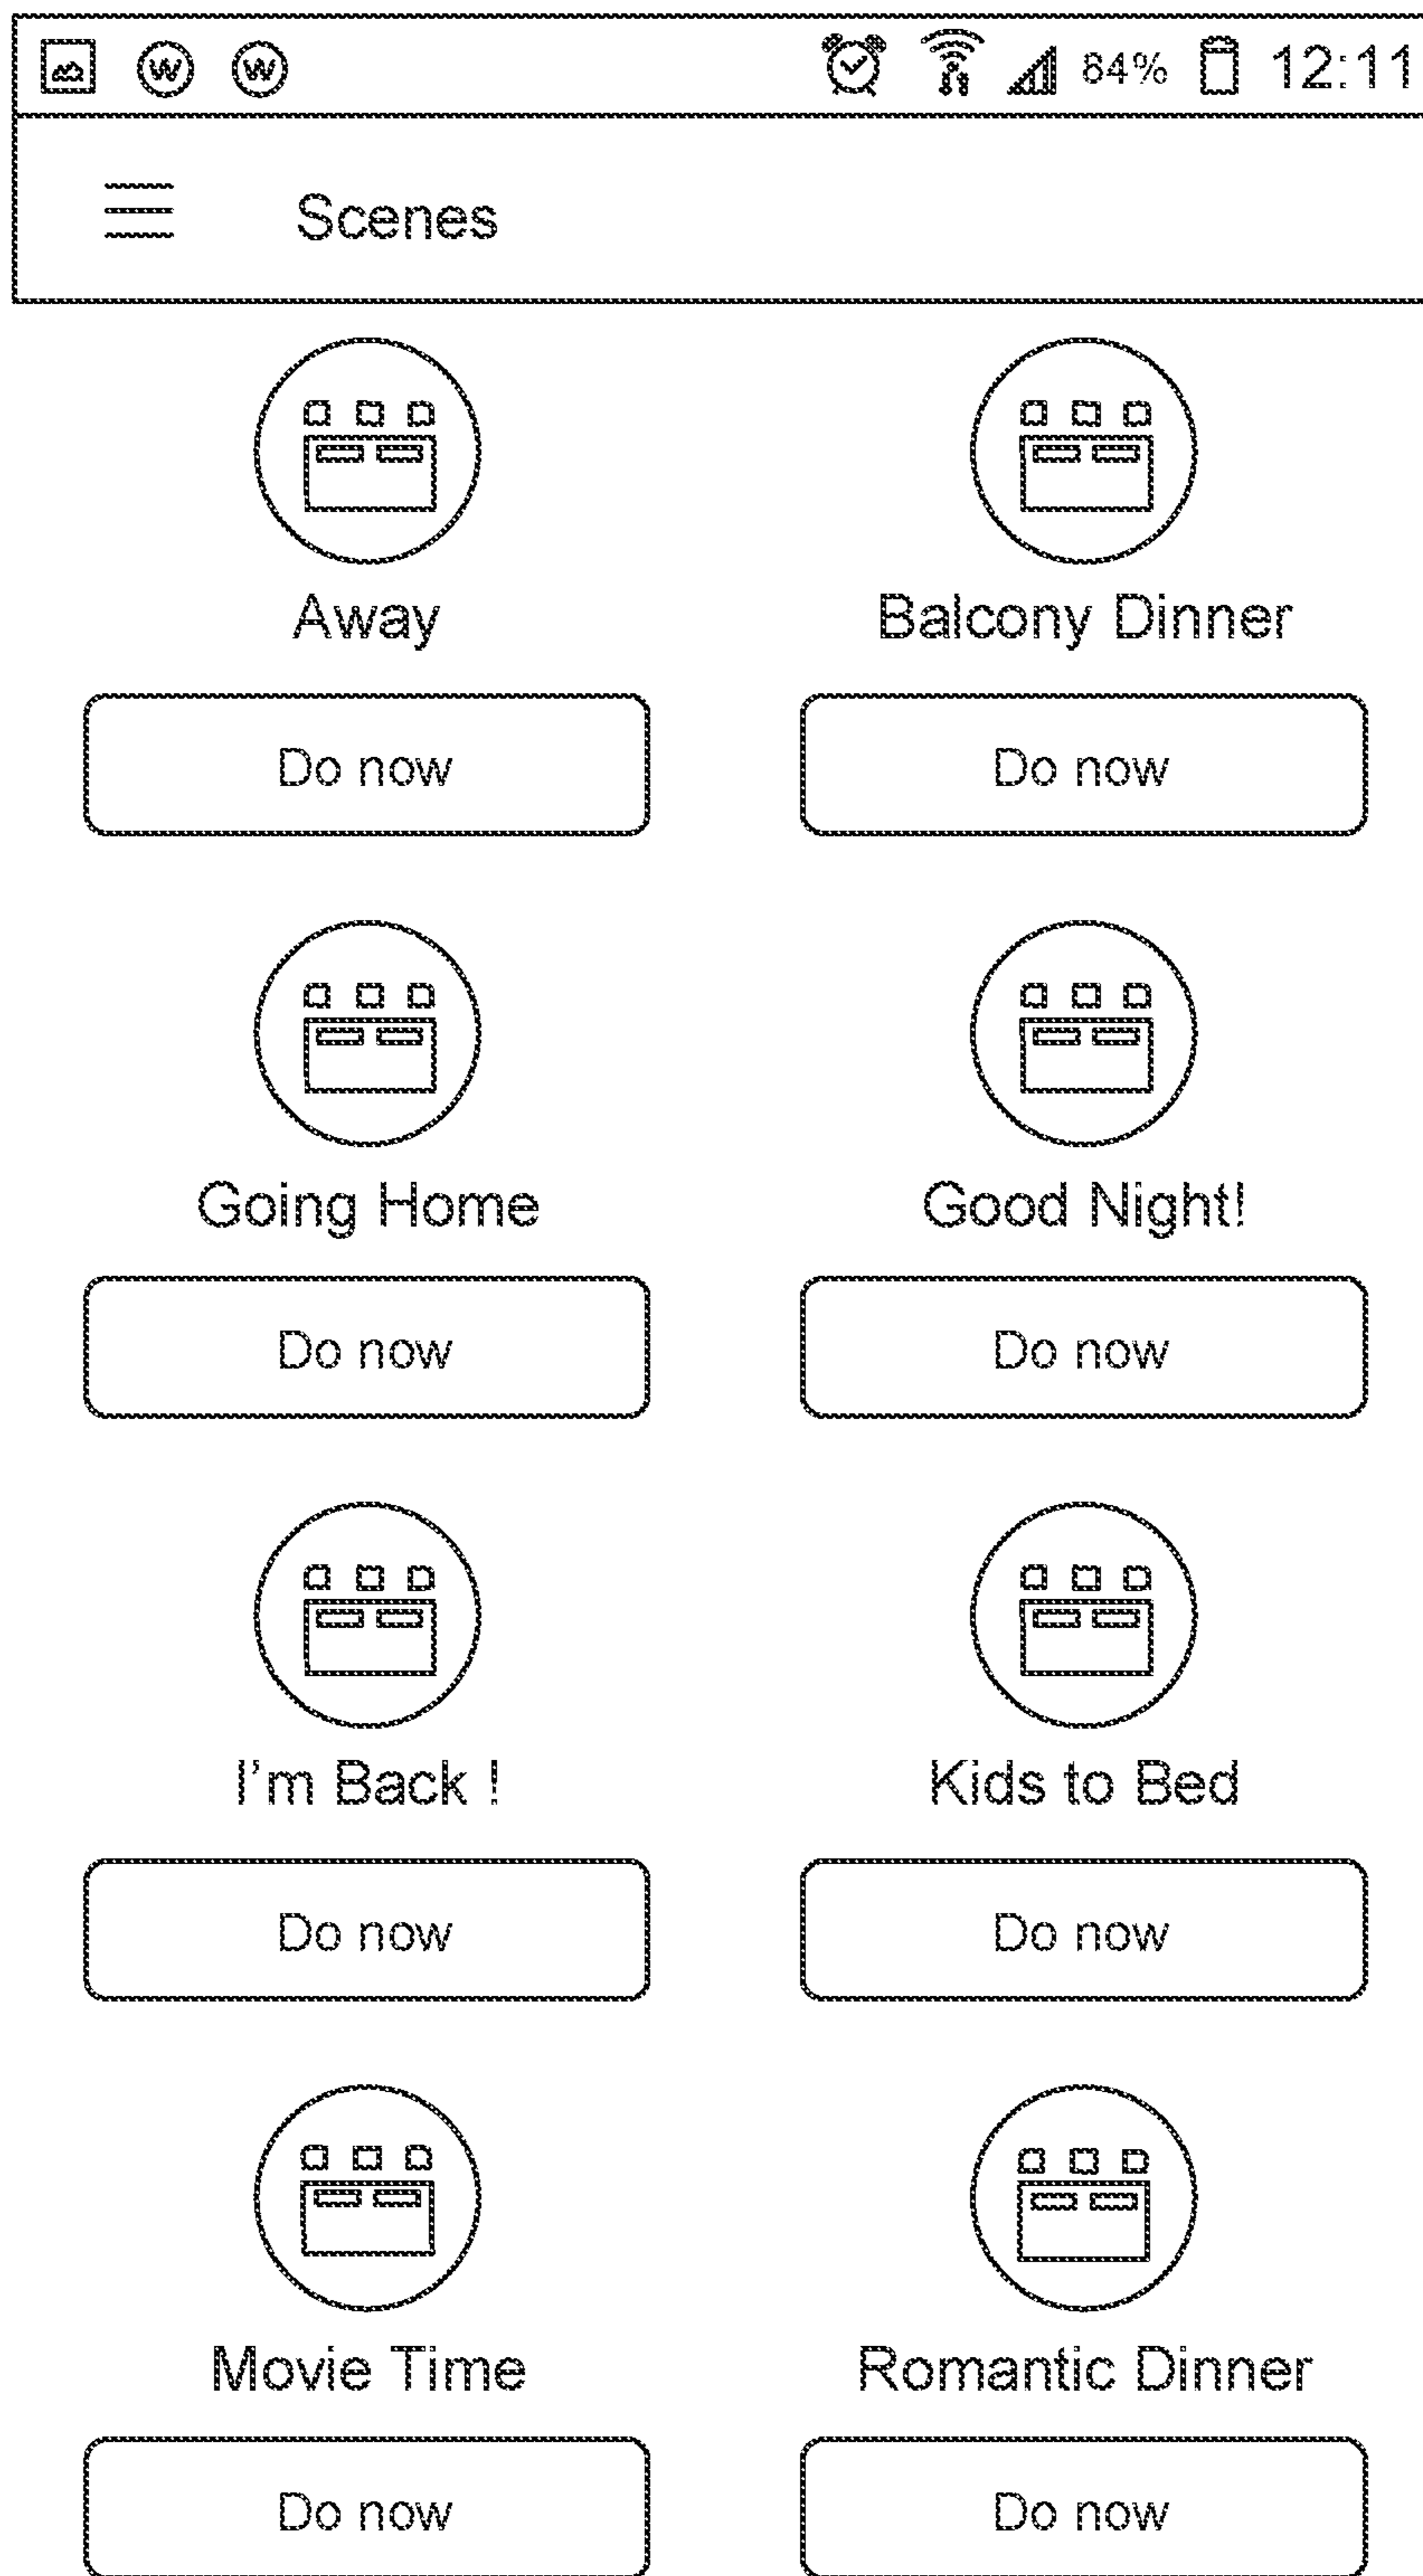 W W 84% 12:11
Scenes
Away Balcony Dinner
Do now Do now
Going Home Good Night!
Do now Do now
I'm Back ! Kids to Bed
Do now Do now
Movie Time Romantic Dinner
Do now Do now